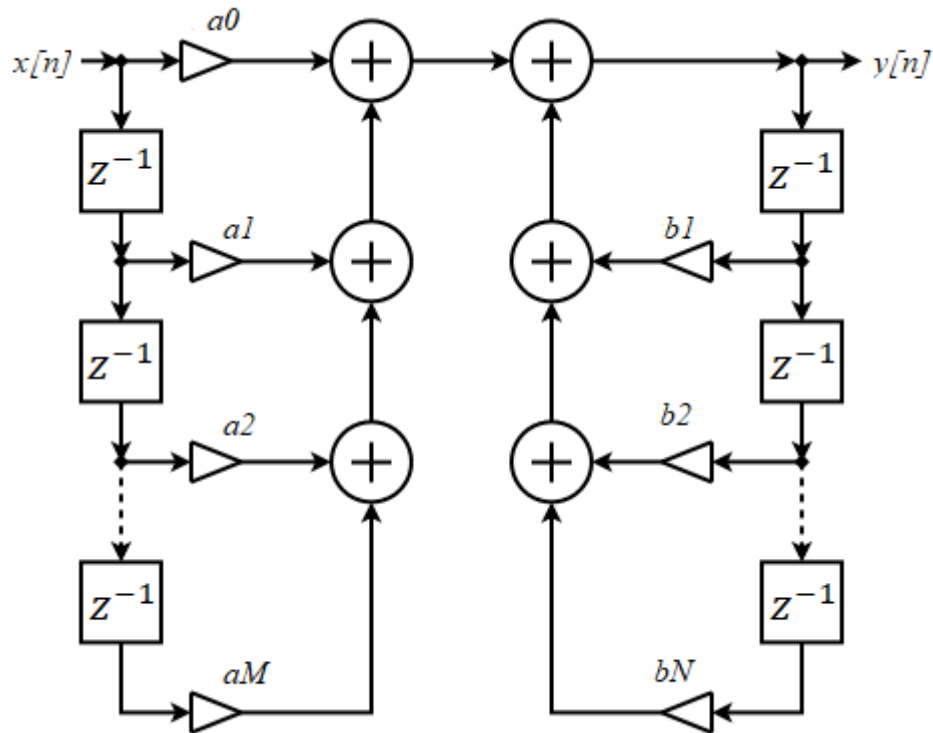 a0
x[n] + + y[n]
z⁻¹ z⁻¹
a1 b1
+ +
z⁻¹ z⁻¹
a2 b2
+ +
z⁻¹ z⁻¹
aM bN